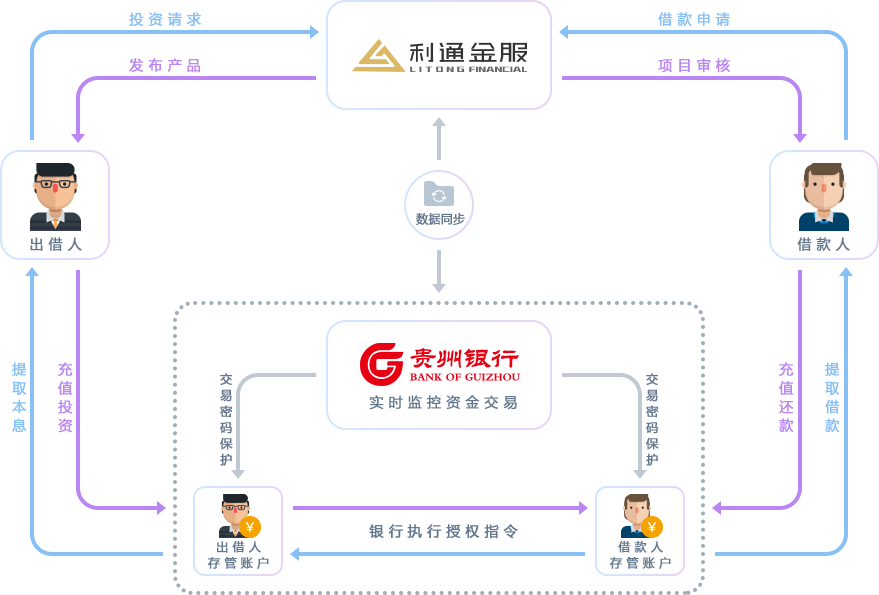 投资请求
借款申请
利通金服
LITONG FINANCIAL
发布产品
项目审核
数据同步
出借人
借款人
贵州银行
BANK OF GUIZHOU
实时监控资金交易
提取本息
充值投资
交易密码保护
交易密码保护
充值还款
提取借款
¥
¥
银行执行授权指令
出借人
存管账户
借款人
存管账户